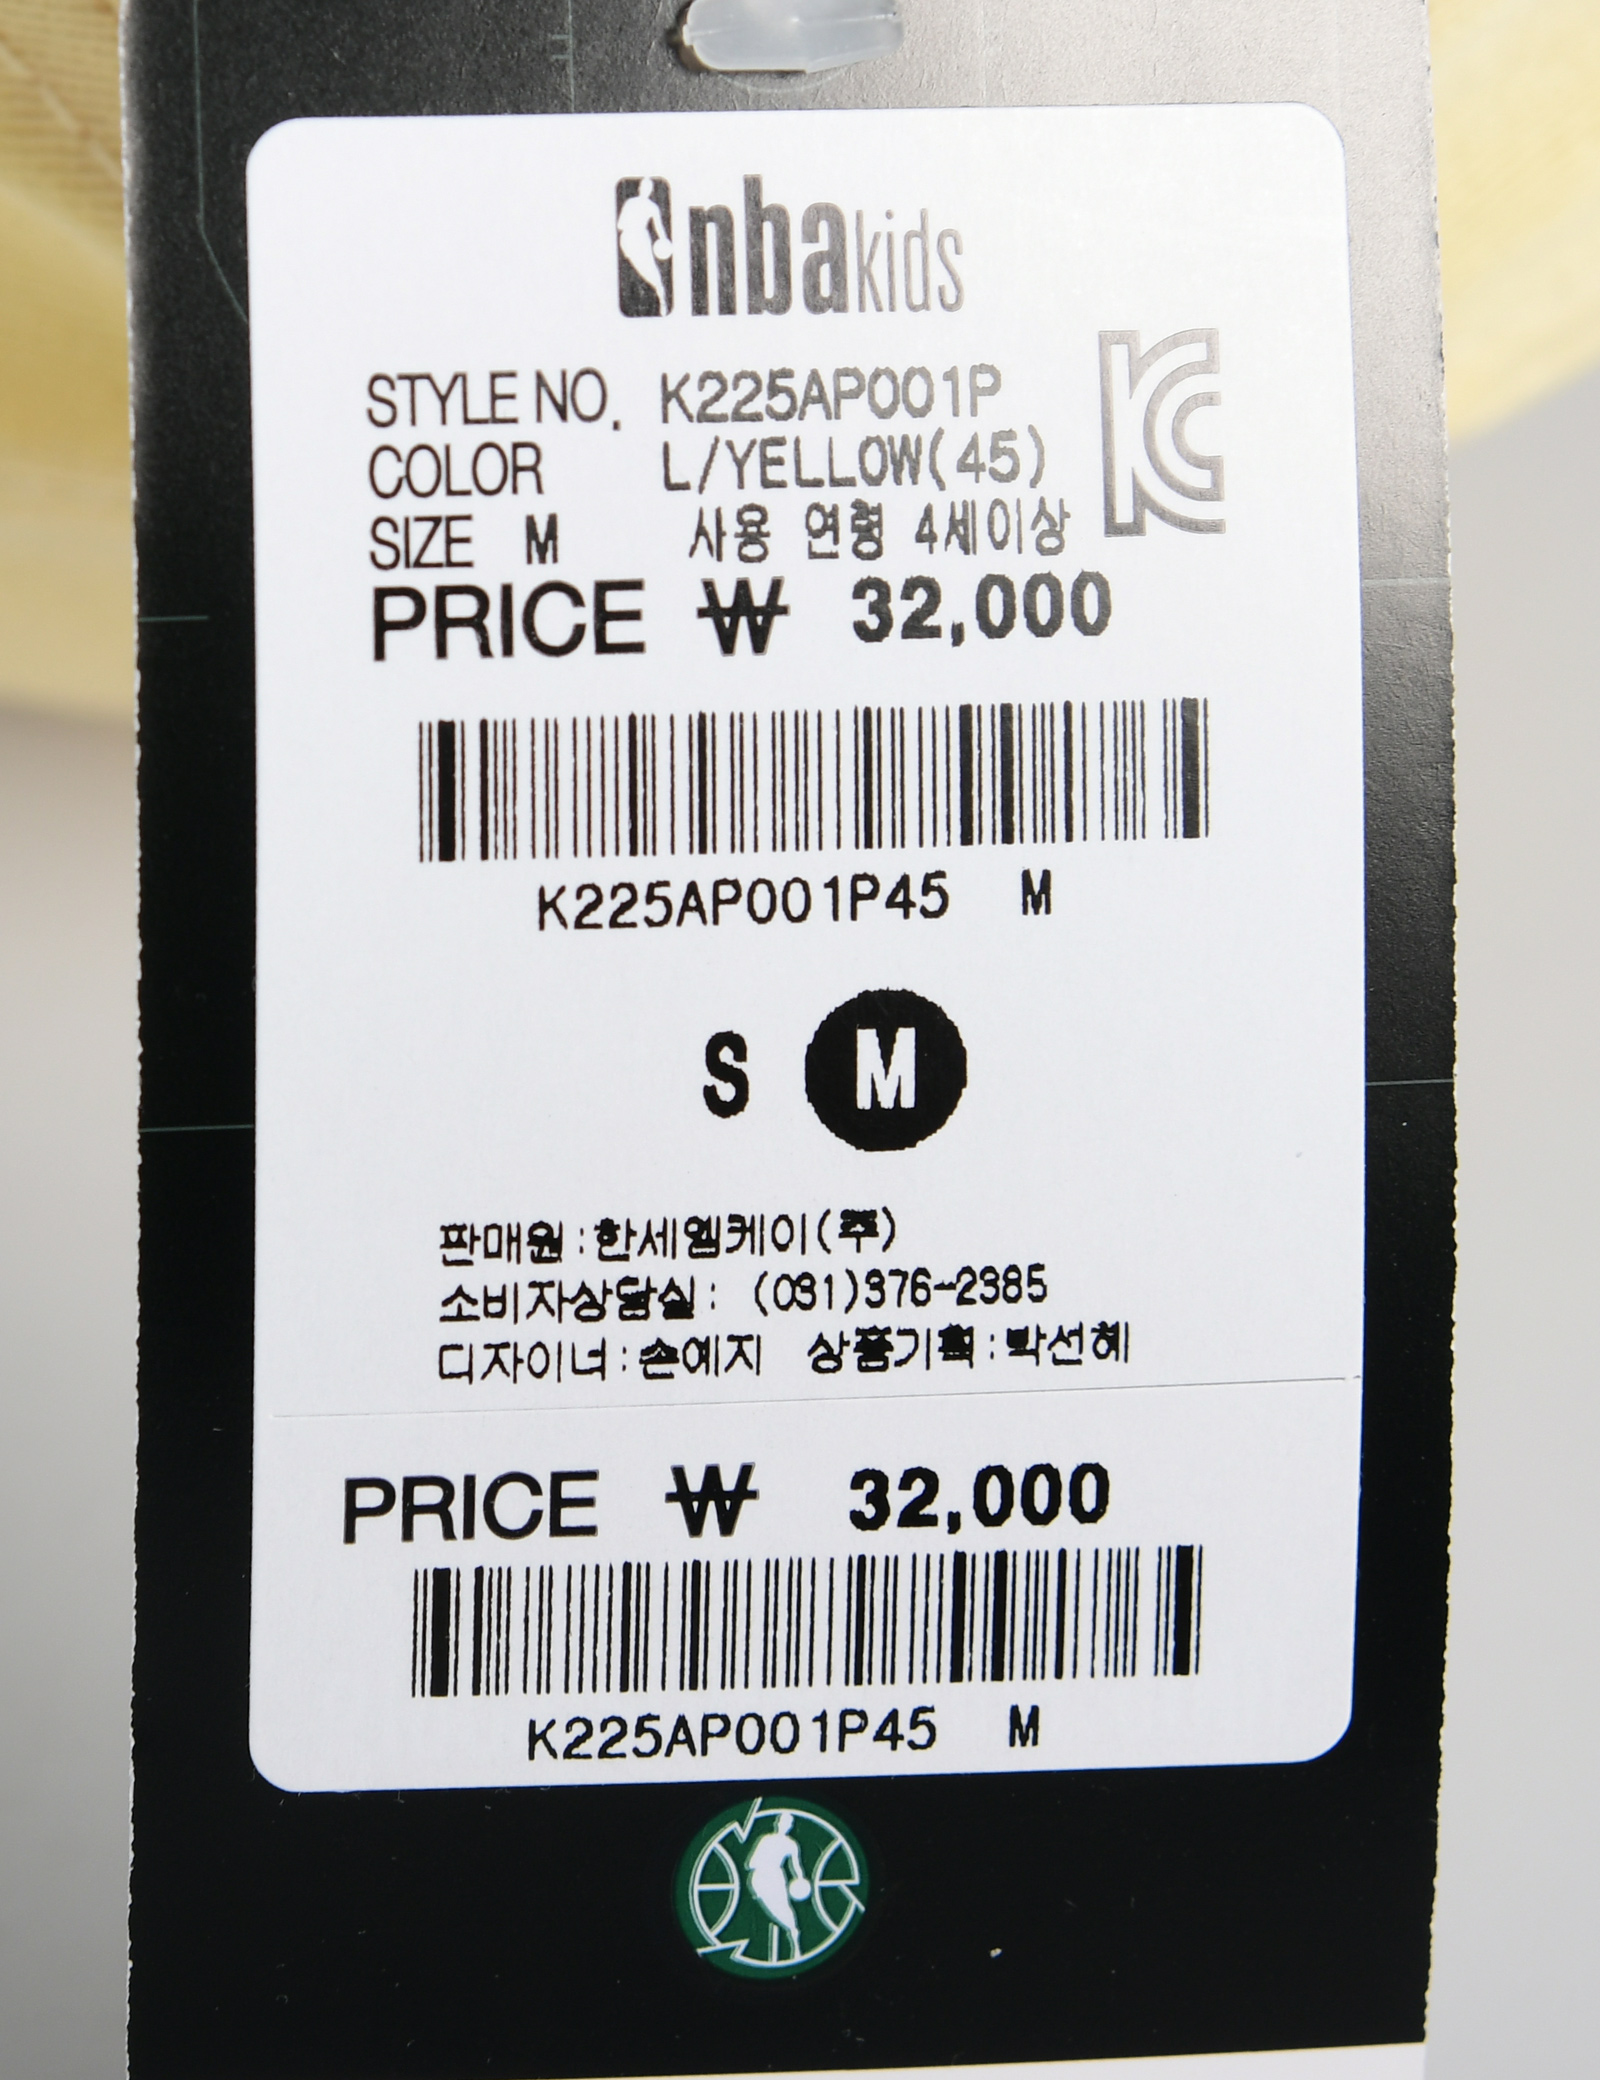 nbakids
STYLE NO. K225AP001P
COLOR L/YELLOW(45)
SIZE M 사용 연령 4세이상
PRICE ₩ 32,000
K225AP001P45 M
S M
판매원:한세엠케이(주)
소비자상담실: (031)376-2385
디자이너:손예지 상품기획:박선혜
PRICE ₩ 32,000
K225AP001P45 M